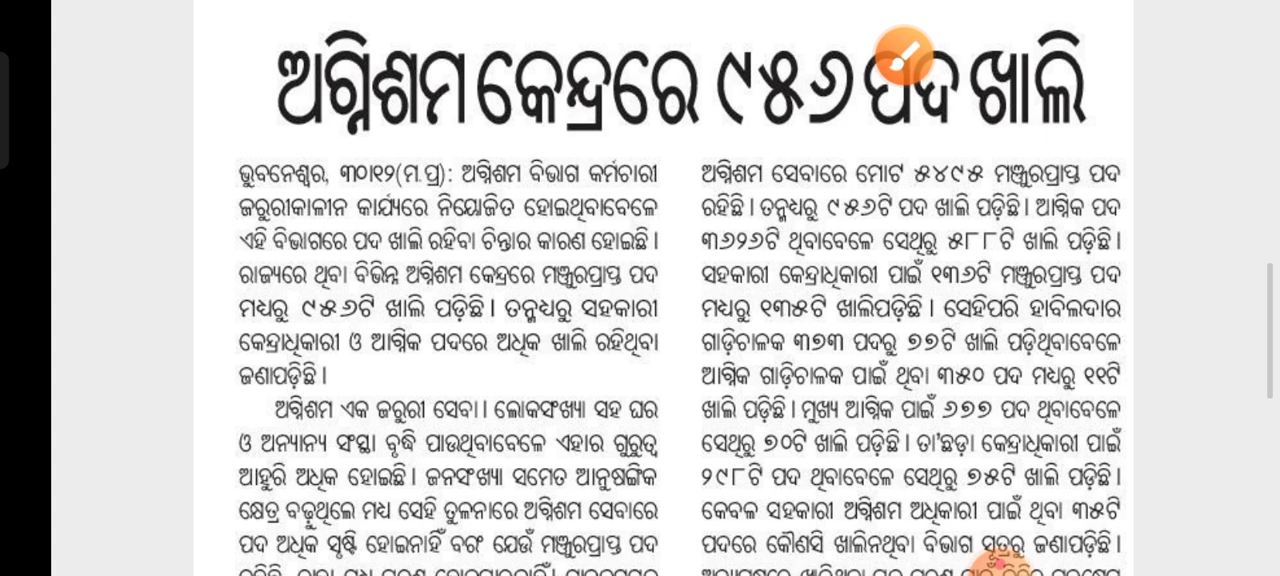 ଅଗ୍ନିଶମ କେନ୍ଦ୍ରରେ ୯୫୬ ପଦ ଖାଲି
ଭୁବନେଶ୍ୱର, ୩୦।୧୨(ମ.ପ୍ର): ଅଗ୍ନିଶମ ବିଭାଗ କର୍ମଚାରୀ
ଜରୁରୀକାଳୀନ କାର୍ଯ୍ୟରେ ନିୟୋଜିତ ହୋଇଥିବାବେଳେ
ଏହି ବିଭାଗରେ ପଦ ଖାଲି ରହିବା ଚିନ୍ତାର କାରଣ ହୋଇଛି ।
ରାଜ୍ୟରେ ଥିବା ବିଭିନ୍ନ ଅଗ୍ନିଶମ କେନ୍ଦ୍ରରେ ମଞ୍ଜୁରପ୍ରାପ୍ତ ପଦ
ମଧ୍ୟରୁ ୯୫୬ଟି ଖାଲି ପଡ଼ିଛି । ତନ୍ମଧ୍ୟରୁ ସହକାରୀ
କେନ୍ଦ୍ରାଧିକାରୀ ଓ ଆଗ୍ନିକ ପଦରେ ଅଧିକ ଖାଲି ରହିଥିବା
ଜଣାପଡ଼ିଛି ।
ଅଗ୍ନିଶମ ଏକ ଜରୁରୀ ସେବା । ଲୋକସଂଖ୍ୟା ସହ ଘର
ଓ ଅନ୍ୟାନ୍ୟ ସଂସ୍ଥା ବୃଦ୍ଧି ପାଉଥିବାବେଳେ ଏହାର ଗୁରୁତ୍ୱ
ଆହୁରି ଅଧିକ ହୋଇଛି । ଜନସଂଖ୍ୟା ସମେତ ଆନୁଷଙ୍ଗିକ
କ୍ଷେତ୍ର ବଢ଼ୁଥିଲେ ମଧ୍ୟ ସେହି ତୁଳନାରେ ଅଗ୍ନିଶମ ସେବାରେ
ପଦ ଅଧିକ ସୃଷ୍ଟି ହୋଇନାହିଁ ବରଂ ଯେଉଁ ମଞ୍ଜୁରପ୍ରାପ୍ତ ପଦ
ଅଗ୍ନିଶମ ସେବାରେ ମୋଟ ୫୪୯୫ ମଞ୍ଜୁରପ୍ରାପ୍ତ ପଦ
ରହିଛି । ତନ୍ମଧ୍ୟରୁ ୯୫୬ଟି ପଦ ଖାଲି ପଡ଼ିଛି । ଆଗ୍ନିକ ପଦ
୩୬୨୬ଟି ଥିବାବେଳେ ସେଥିରୁ ୫୮୮ଟି ଖାଲି ପଡ଼ିଛି ।
ସହକାରୀ କେନ୍ଦ୍ରାଧିକାରୀ ପାଇଁ ୧୩୬ଟି ମଞ୍ଜୁରପ୍ରାପ୍ତ ପଦ
ମଧ୍ୟରୁ ୧୩୫ଟି ଖାଲିପଡ଼ିଛି । ସେହିପରି ହାବିଲଦାର
ଗାଡ଼ିଚାଳକ ୩୭୩ ପଦରୁ ୭୭ଟି ଖାଲି ପଡ଼ିଥିବାବେଳେ
ଆଗ୍ନିକ ଗାଡ଼ିଚାଳକ ପାଇଁ ଥିବା ୩୫୦ ପଦ ମଧ୍ୟରୁ ୧୧ଟି
ଖାଲି ପଡ଼ିଛି । ମୁଖ୍ୟ ଆଗ୍ନିକ ପାଇଁ ୬୭୭ ପଦ ଥିବାବେଳେ
ସେଥିରୁ ୭୦ଟି ଖାଲି ପଡ଼ିଛି । ତା'ଛଡ଼ା କେନ୍ଦ୍ରାଧିକାରୀ ପାଇଁ
୨୯୮ଟି ପଦ ଥିବାବେଳେ ସେଥିରୁ ୭୫ଟି ଖାଲି ପଡ଼ିଛି ।
କେବଳ ସହକାରୀ ଅଗ୍ନିଶମ ଅଧିକାରୀ ପାଇଁ ଥିବା ୩୫ଟି
ପଦରେ କୌଣସି ଖାଲିନଥିବା ବିଭାଗ ସୂତ୍ରରୁ ଜଣାପଡ଼ିଛି ।